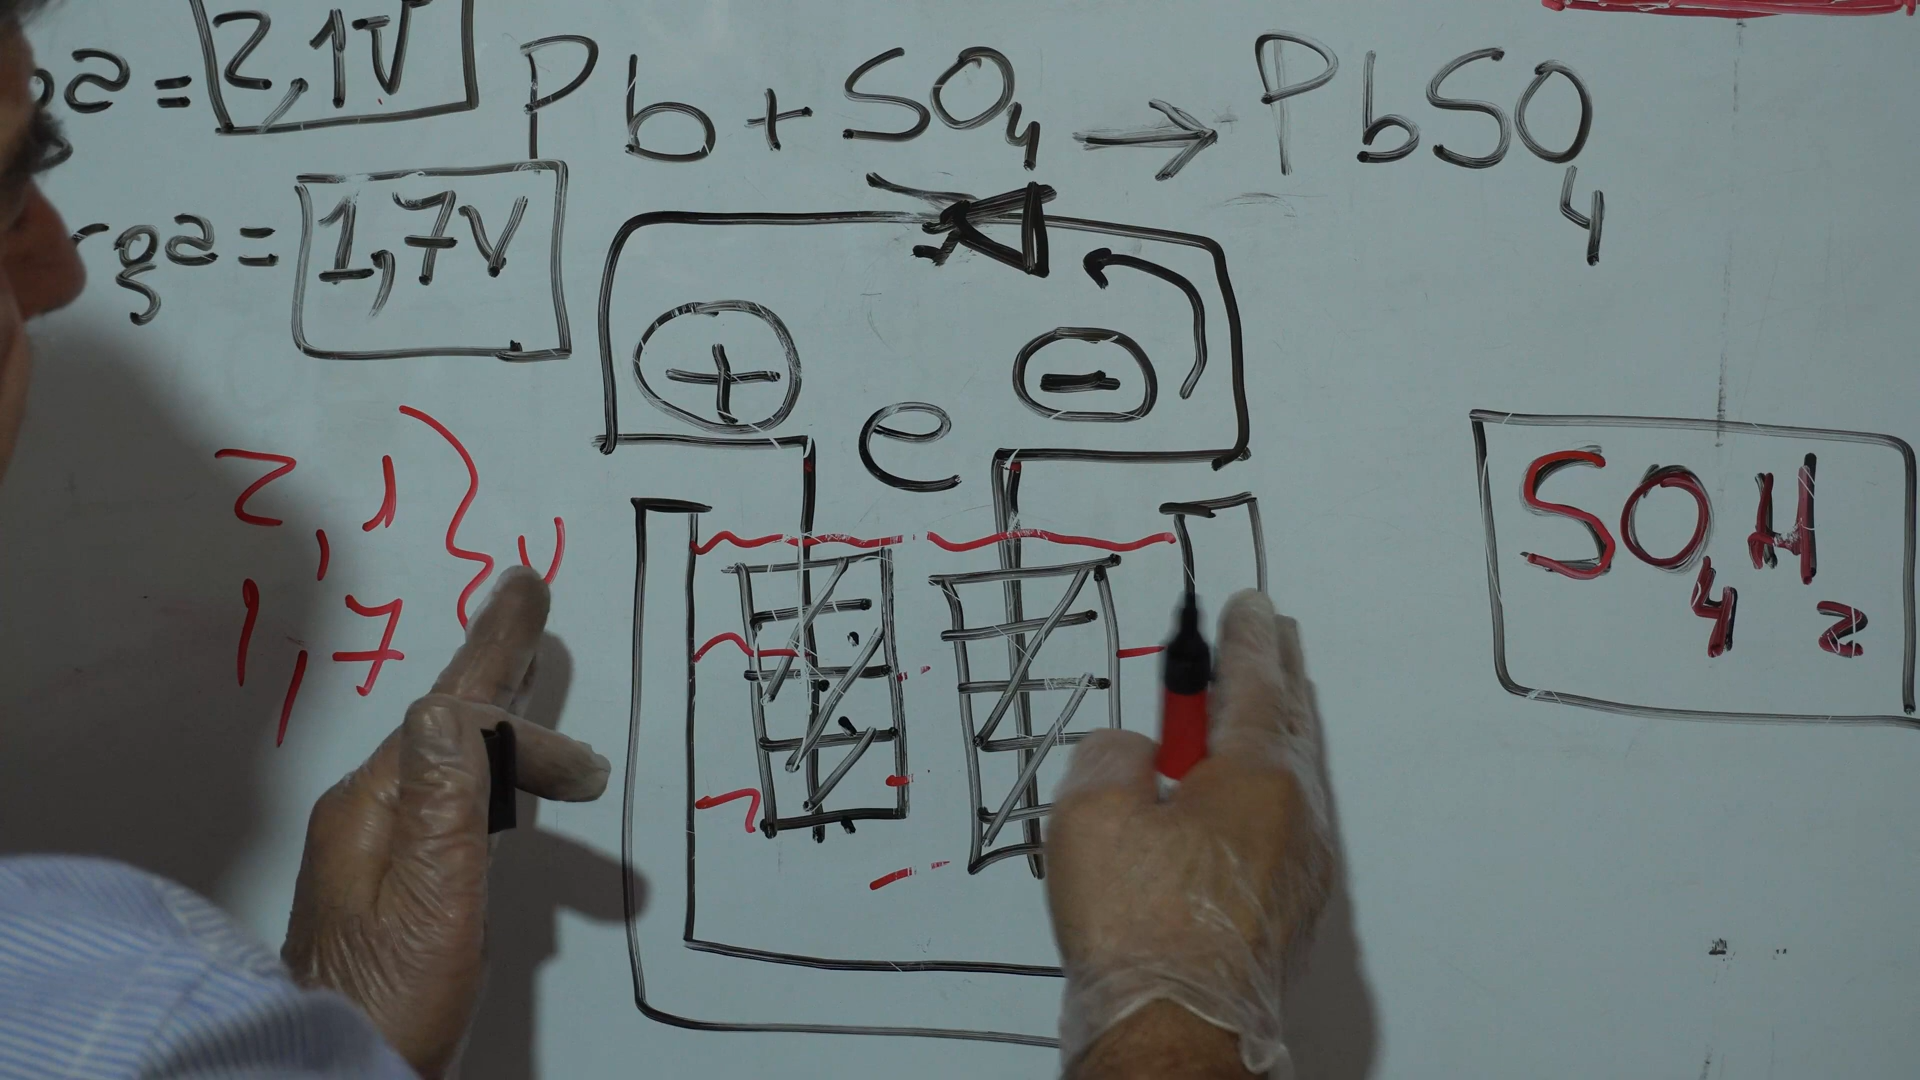 ga = 2,1V
Pb + SO4 → PbSO4
rga = 1,7V
+
-
e
2,1
1,7
V
SO4H2